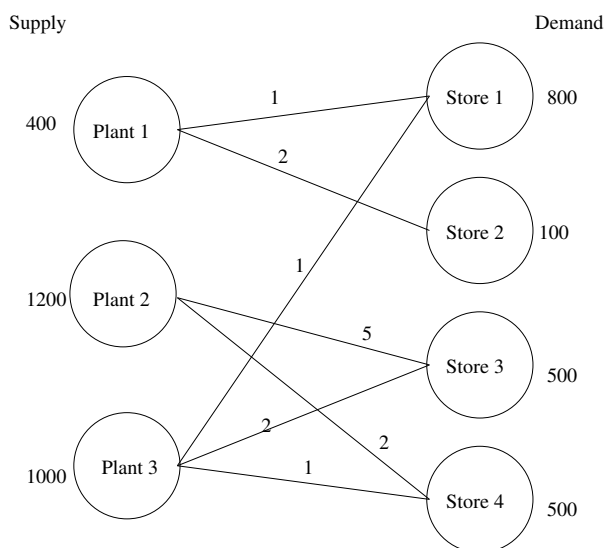 Supply
Demand
400
Plant 1
1
2
Store 1
800
Store 2
100
1200
Plant 2
1
5
Store 3
500
1000
Plant 3
2
2
1
Store 4
500